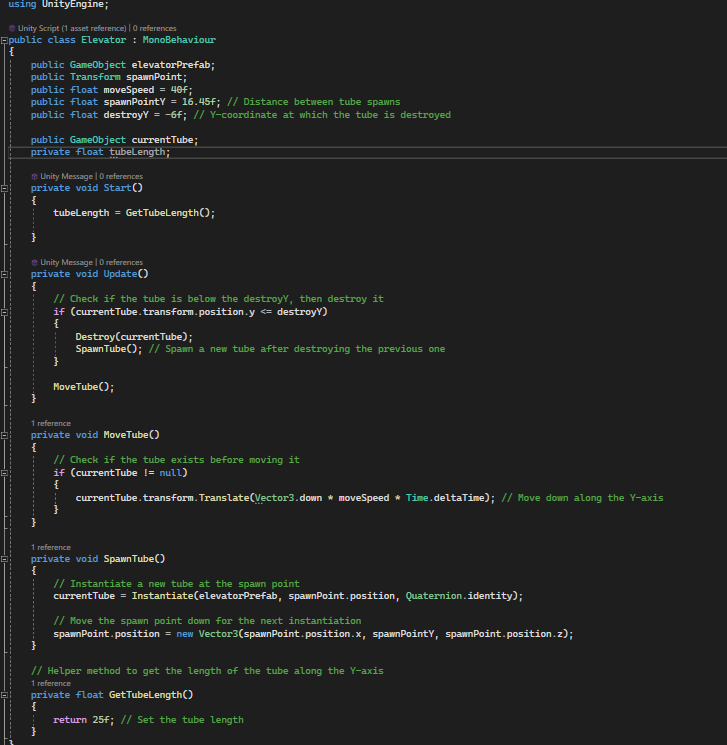 using UnityEngine;
Unity Script (1 asset reference) | 0 references
public class Elevator : MonoBehaviour
{
public GameObject elevatorPrefab;
public Transform spawnPoint;
public float moveSpeed = 40f;
public float spawnPointY = 16.45f; // Distance between tube spawns
public float destroyY = -6f; // Y-coordinate at which the tube is destroyed
public GameObject currentTube;
private float tubeLength;
Unity Message | 0 references
private void Start()
{
tubeLength = GetTubeLength();
}
Unity Message | 0 references
private void Update()
{
// Check if the tube is below the destroyY, then destroy it
if (currentTube.transform.position.y <= destroyY)
{
Destroy(currentTube);
SpawnTube(); // Spawn a new tube after destroying the previous one
}
MoveTube();
}
1 reference
private void MoveTube()
{
// Check if the tube exists before moving it
if (currentTube != null)
{
currentTube.transform.Translate(Vector3.down * moveSpeed * Time.deltaTime); // Move down along the Y-axis
}
}
1 reference
private void SpawnTube()
{
// Instantiate a new tube at the spawn point
currentTube = Instantiate(elevatorPrefab, spawnPoint.position, Quaternion.identity);
// Move the spawn point down for the next instantiation
spawnPoint.position = new Vector3(spawnPoint.position.x, spawnPointY, spawnPoint.position.z);
}
// Helper method to get the length of the tube along the Y-axis
1 reference
private float GetTubeLength()
{
return 25f; // Set the tube length
}
}